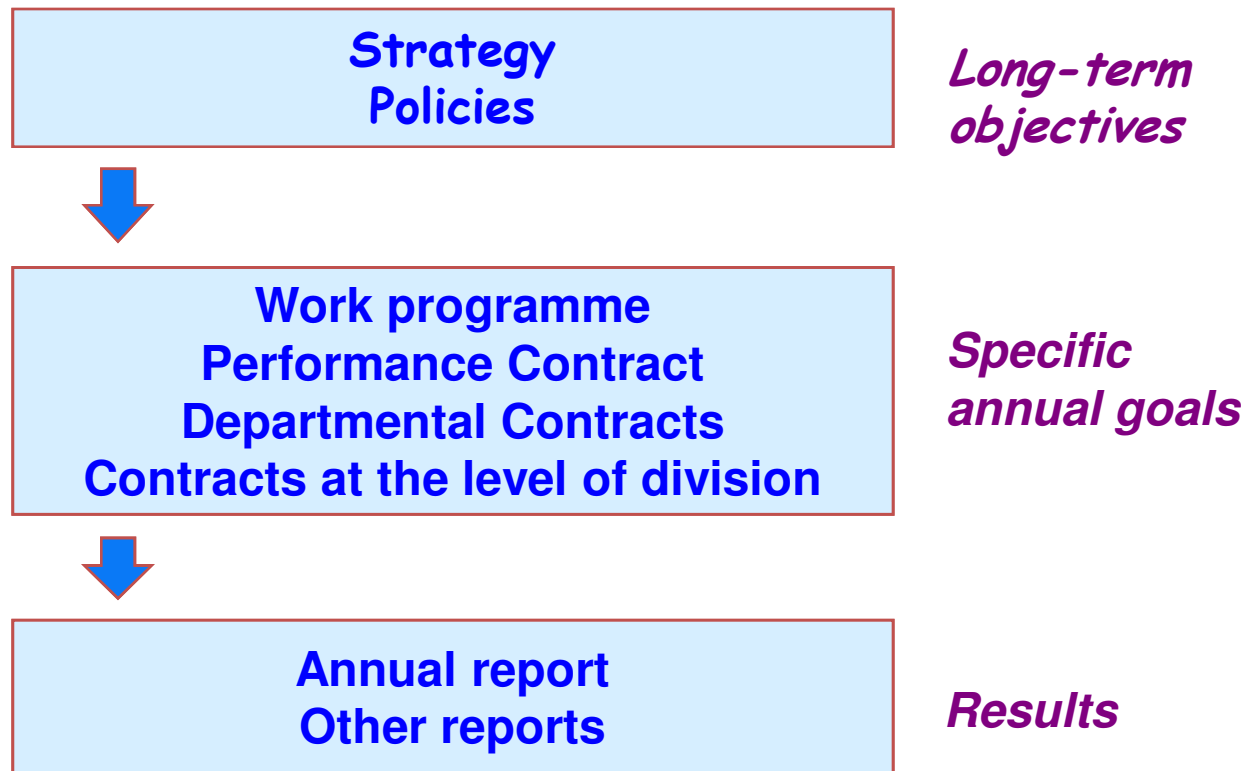 Strategy
Policies
Long-term
objectives
Work programme
Performance Contract
Departmental Contracts
Contracts at the level of division
Specific
annual goals
Annual report
Other reports
Results